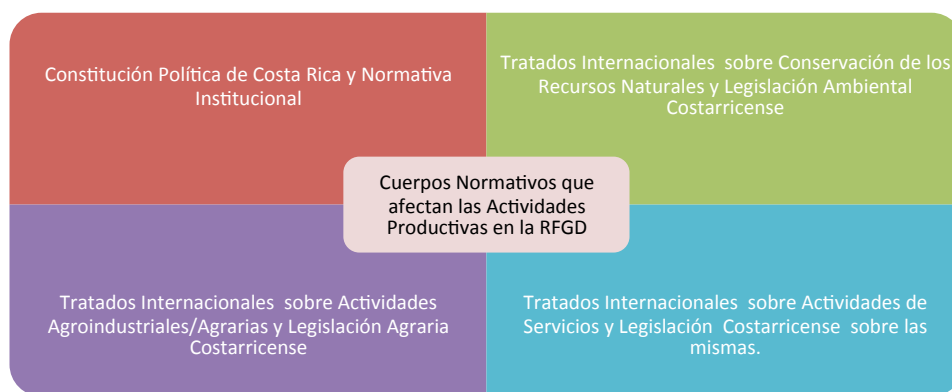 Constitución Política de Costa Rica y Normativa
Institucional
Tratados Internacionales sobre Conservación de los
Recursos Naturales y Legislación Ambiental
Costarricense
Cuerpos Normativos que
afectan las Actividades
Productivas en la RFGD
Tratados Internacionales sobre Actividades
Agroindustriales/Agrarias y Legislación Agraria
Costarricense
Tratados Internacionales sobre Actividades de
Servicios y Legislación Costarricense sobre las
mismas.